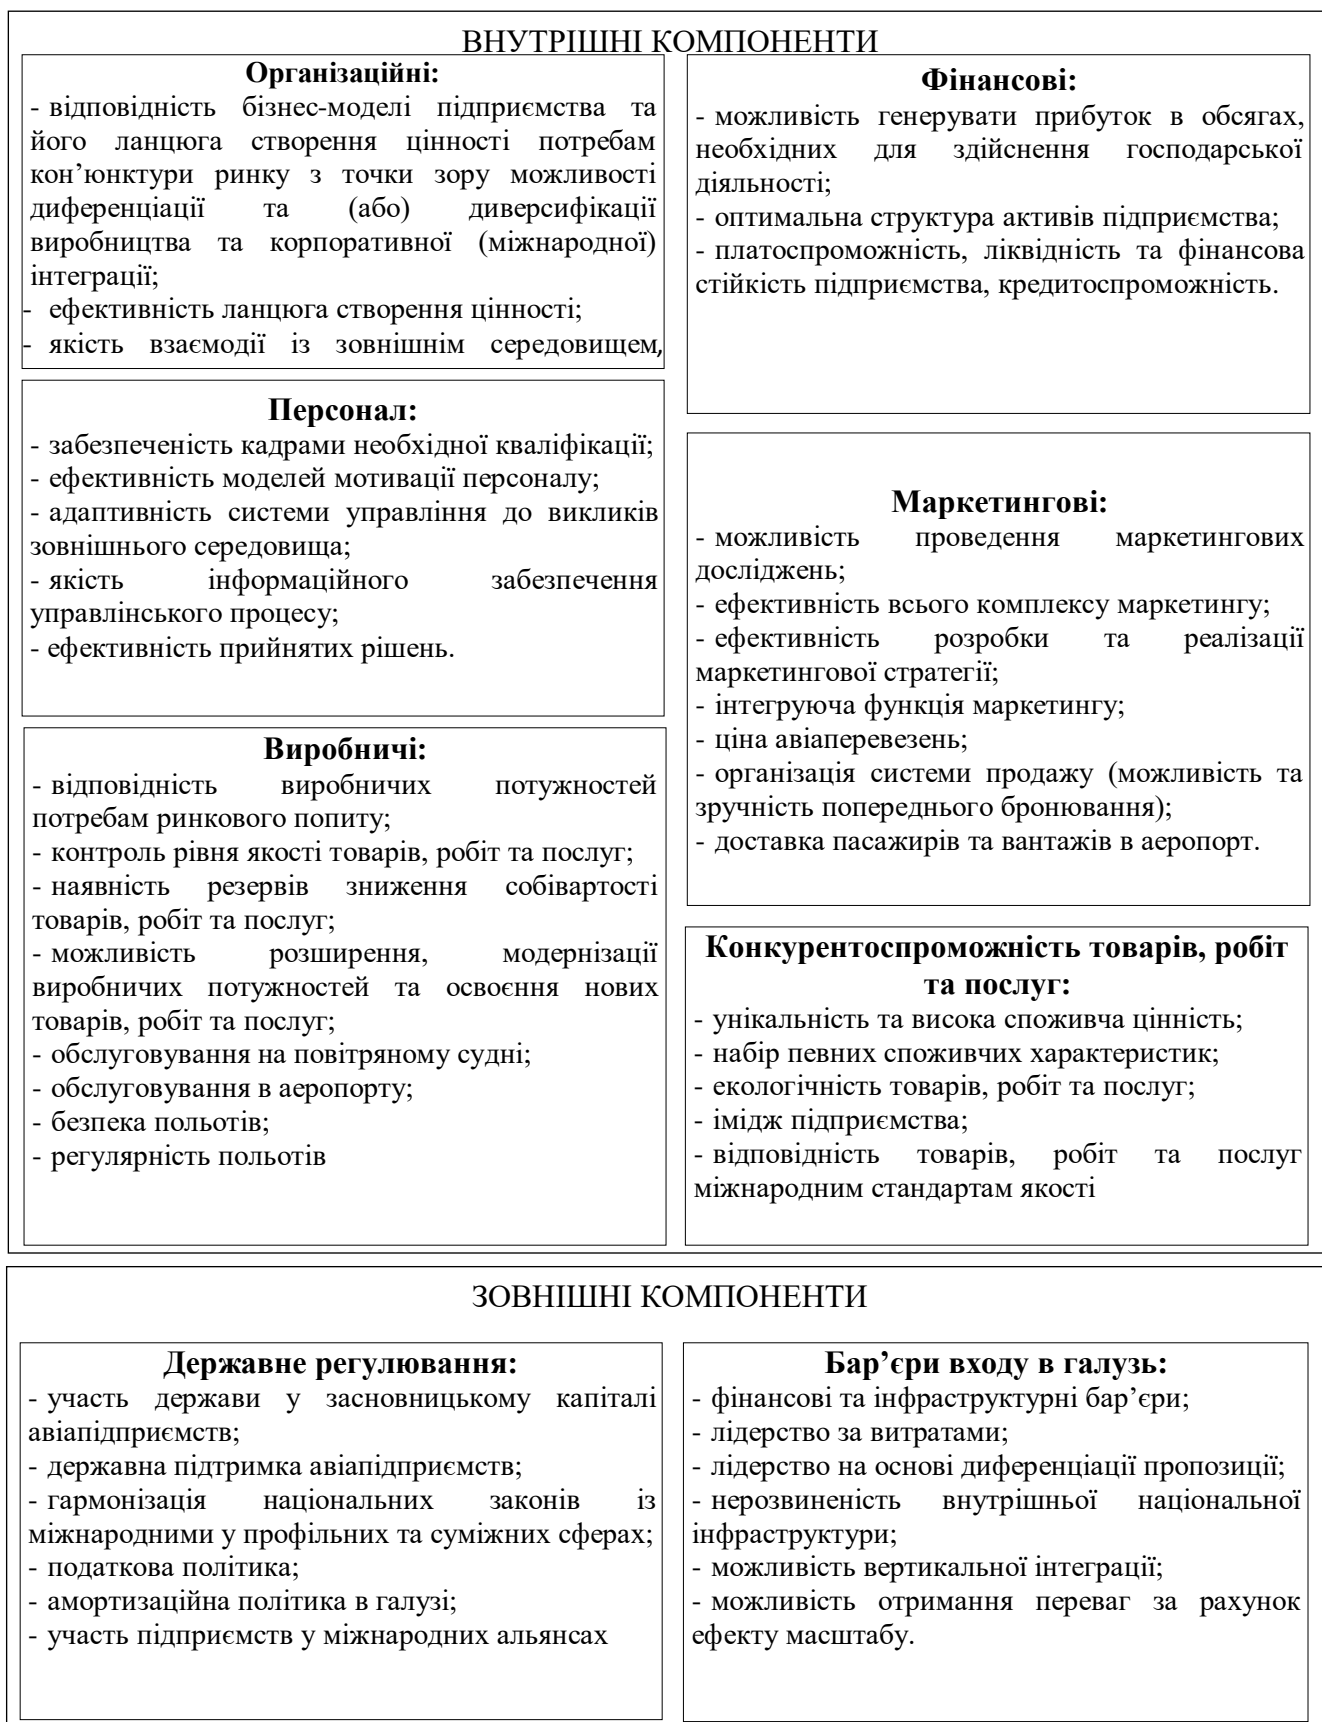 ВНУТРІШНІ КОМПОНЕНТИ
Організаційні:
- відповідність бізнес-моделі підприємства та
його ланцюга створення цінності потребам
кон’юнктури ринку з точки зору можливості
диференціації та (або) диверсифікації
виробництва та корпоративної (міжнародної)
інтеграції;
- ефективність ланцюга створення цінності;
- якість взаємодії із зовнішнім середовищем,
Персонал:
- забезпеченість кадрами необхідної кваліфікації;
- ефективність моделей мотивації персоналу;
- адаптивність системи управління до викликів
зовнішнього середовища;
- якість інформаційного забезпечення
управлінського процесу;
- ефективність прийнятих рішень.
Виробничі:
- відповідність виробничих потужностей
потребам ринкового попиту;
- контроль рівня якості товарів, робіт та послуг;
- наявність резервів зниження собівартості
товарів, робіт та послуг;
- можливість розширення, модернізації
виробничих потужностей та освоєння нових
товарів, робіт та послуг;
- обслуговування на повітряному судні;
- обслуговування в аеропорту;
- безпека польотів;
- регулярність польотів
Фінансові:
- можливість генерувати прибуток в обсягах,
необхідних для здійснення господарської
діяльності;
- оптимальна структура активів підприємства;
- платоспроможність, ліквідність та фінансова
стійкість підприємства, кредитоспроможність.
Маркетингові:
- можливість проведення маркетингових
досліджень;
- ефективність всього комплексу маркетингу;
- ефективність розробки та реалізації
маркетингової стратегії;
- інтегруюча функція маркетингу;
- ціна авіаперевезень;
- організація системи продажу (можливість та
зручність попереднього бронювання);
- доставка пасажирів та вантажів в аеропорт.
Конкурентоспроможність товарів, робіт
та послуг:
- унікальність та висока споживча цінність;
- набір певних споживчих характеристик;
- екологічність товарів, робіт та послуг;
- імідж підприємства;
- відповідність товарів, робіт та послуг
міжнародним стандартам якості
ЗОВНІШНІ КОМПОНЕНТИ
Державне регулювання:
- участь держави у засновницькому капіталі
авіапідприємств;
- державна підтримка авіапідприємств;
- гармонізація національних законів із
міжнародними у профільних та суміжних сферах;
- податкова політика;
- амортизаційна політика в галузі;
- участь підприємств у міжнародних альянсах
Бар’єри входу в галузь:
- фінансові та інфраструктурні бар’єри;
- лідерство за витратами;
- лідерство на основі диференціації пропозиції;
- нерозвиненість внутрішньої національної
інфраструктури;
- можливість вертикальної інтеграції;
- можливість отримання переваг за рахунок
ефекту масштабу.